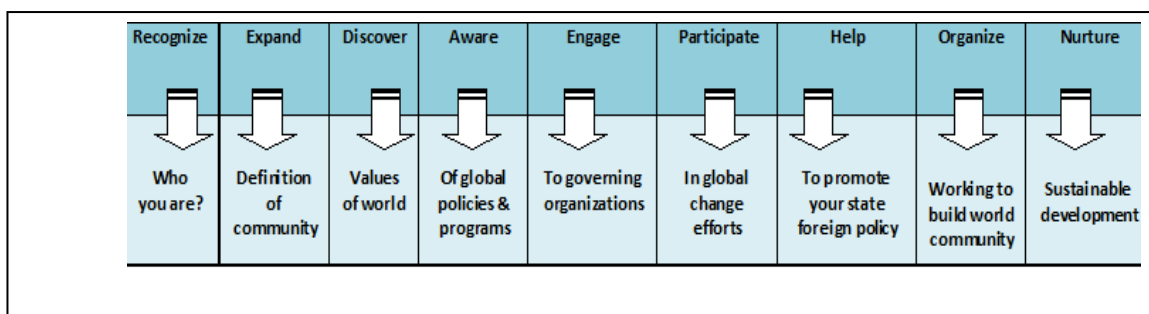 Recognize
Expand
Discover
Aware
Engage
Participate
Help
Organize
Nurture
Who
you are?
Definition
of
community
Values
of world
Of global
policies &
programs
To governing
organizations
In global
change
efforts
To promote
your state
foreign policy
Working to
build world
community
Sustainable
development